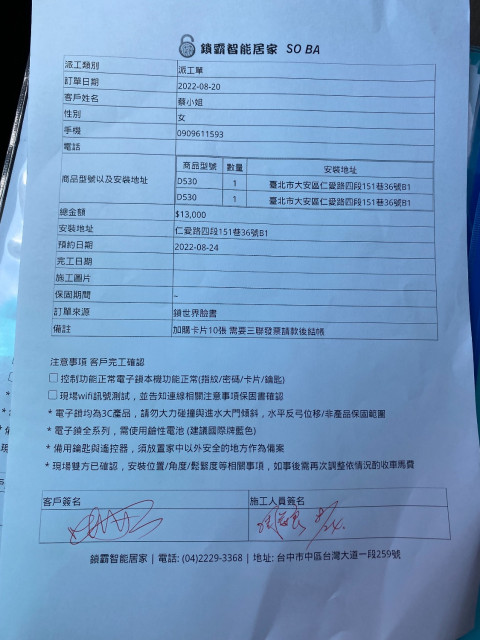 鎖霸智能居家 SO BA
派工類別 派工單
訂單日期 2022-08-20
客戶姓名 蔡小姐
性別 女
手機 0909611593
電話
商品型號以及安裝地址 商品型號 數量 安裝地址
D530 1 臺北市大安區仁愛路四段151巷36號B1
D530 1 臺北市大安區仁愛路四段151巷36號B1
總金額 $13,000
安裝地址 仁愛路四段151巷36號B1
預約日期 2022-08-24
完工日期
施工圖片
保固期間 ~
訂單來源 鎖世界臉書
備註 加購卡片10張 需要三聯發票請款後結帳
注意事項 客戶完工確認
控制功能正常電子鎖本機功能正常(指紋/密碼/卡片/鑰匙)
現場wifi訊號測試，並告知連線相關注意事項保固書確認
* 電子鎖均為3C產品，請勿大力碰撞與進水大門傾斜，水平反弓位移/非產品保固範圍
* 電子鎖全系列，需使用鹼性電池 (建議國際牌藍色)
* 備用鑰匙與遙控器，須放置家中以外安全的地方作為備案
* 現場雙方已確認，安裝位置/角度/鬆緊度等相關事項，如事後需再次調整依情況酌收車馬費
客戶簽名 施工人員簽名
鎖霸智能居家 | 電話: (04)2229-3368 | 地址: 台中市中區台灣大道一段259號